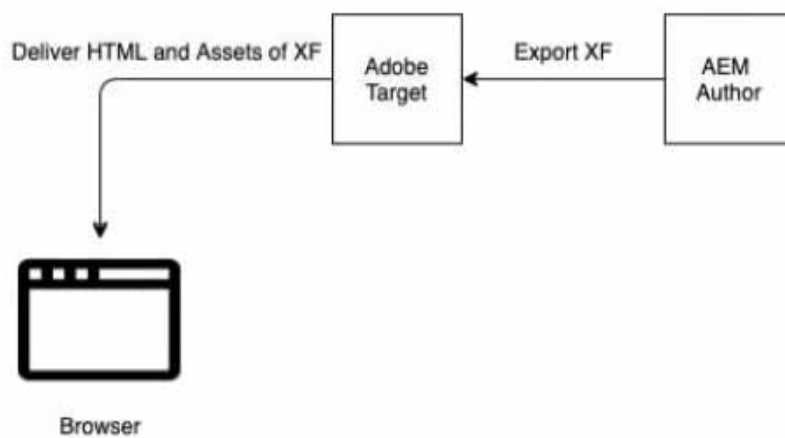 Deliver HTML and Assets of XF
Adobe
Target
Export XF
AEM
Author
Browser